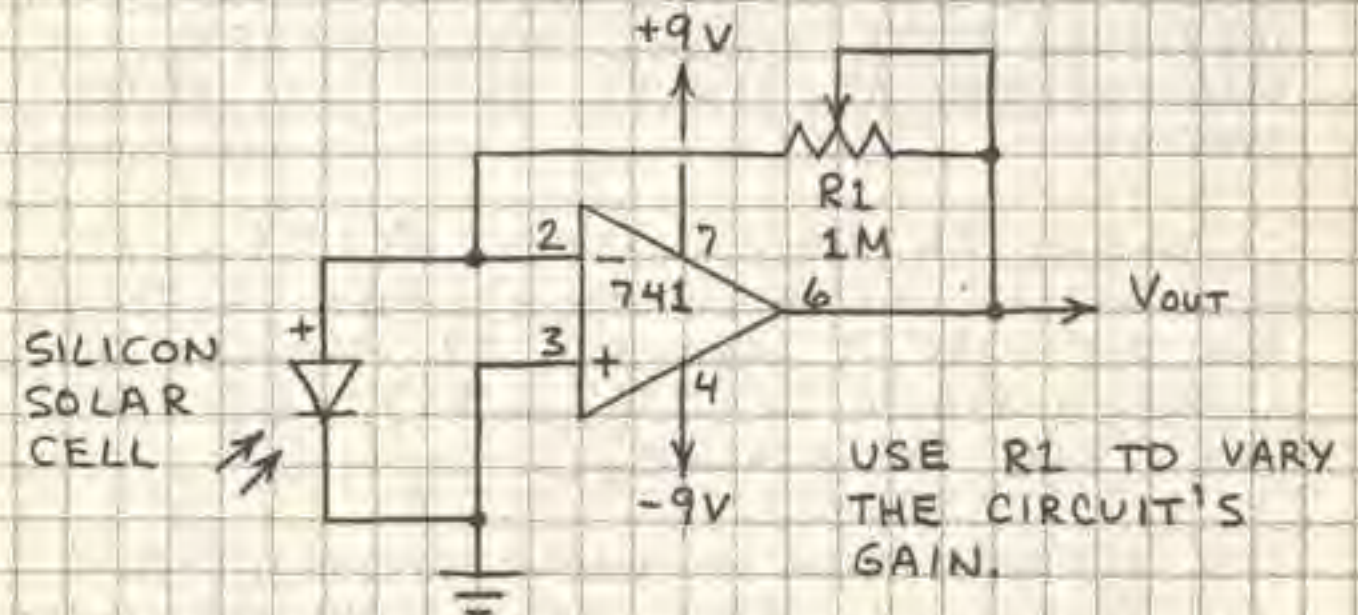 +9V
R1
1M
2
7
-
741
6
VOUT
3
+
4
+
SILICON
SOLAR
CELL
-9V
USE R1 TO VARY
THE CIRCUIT'S
GAIN.